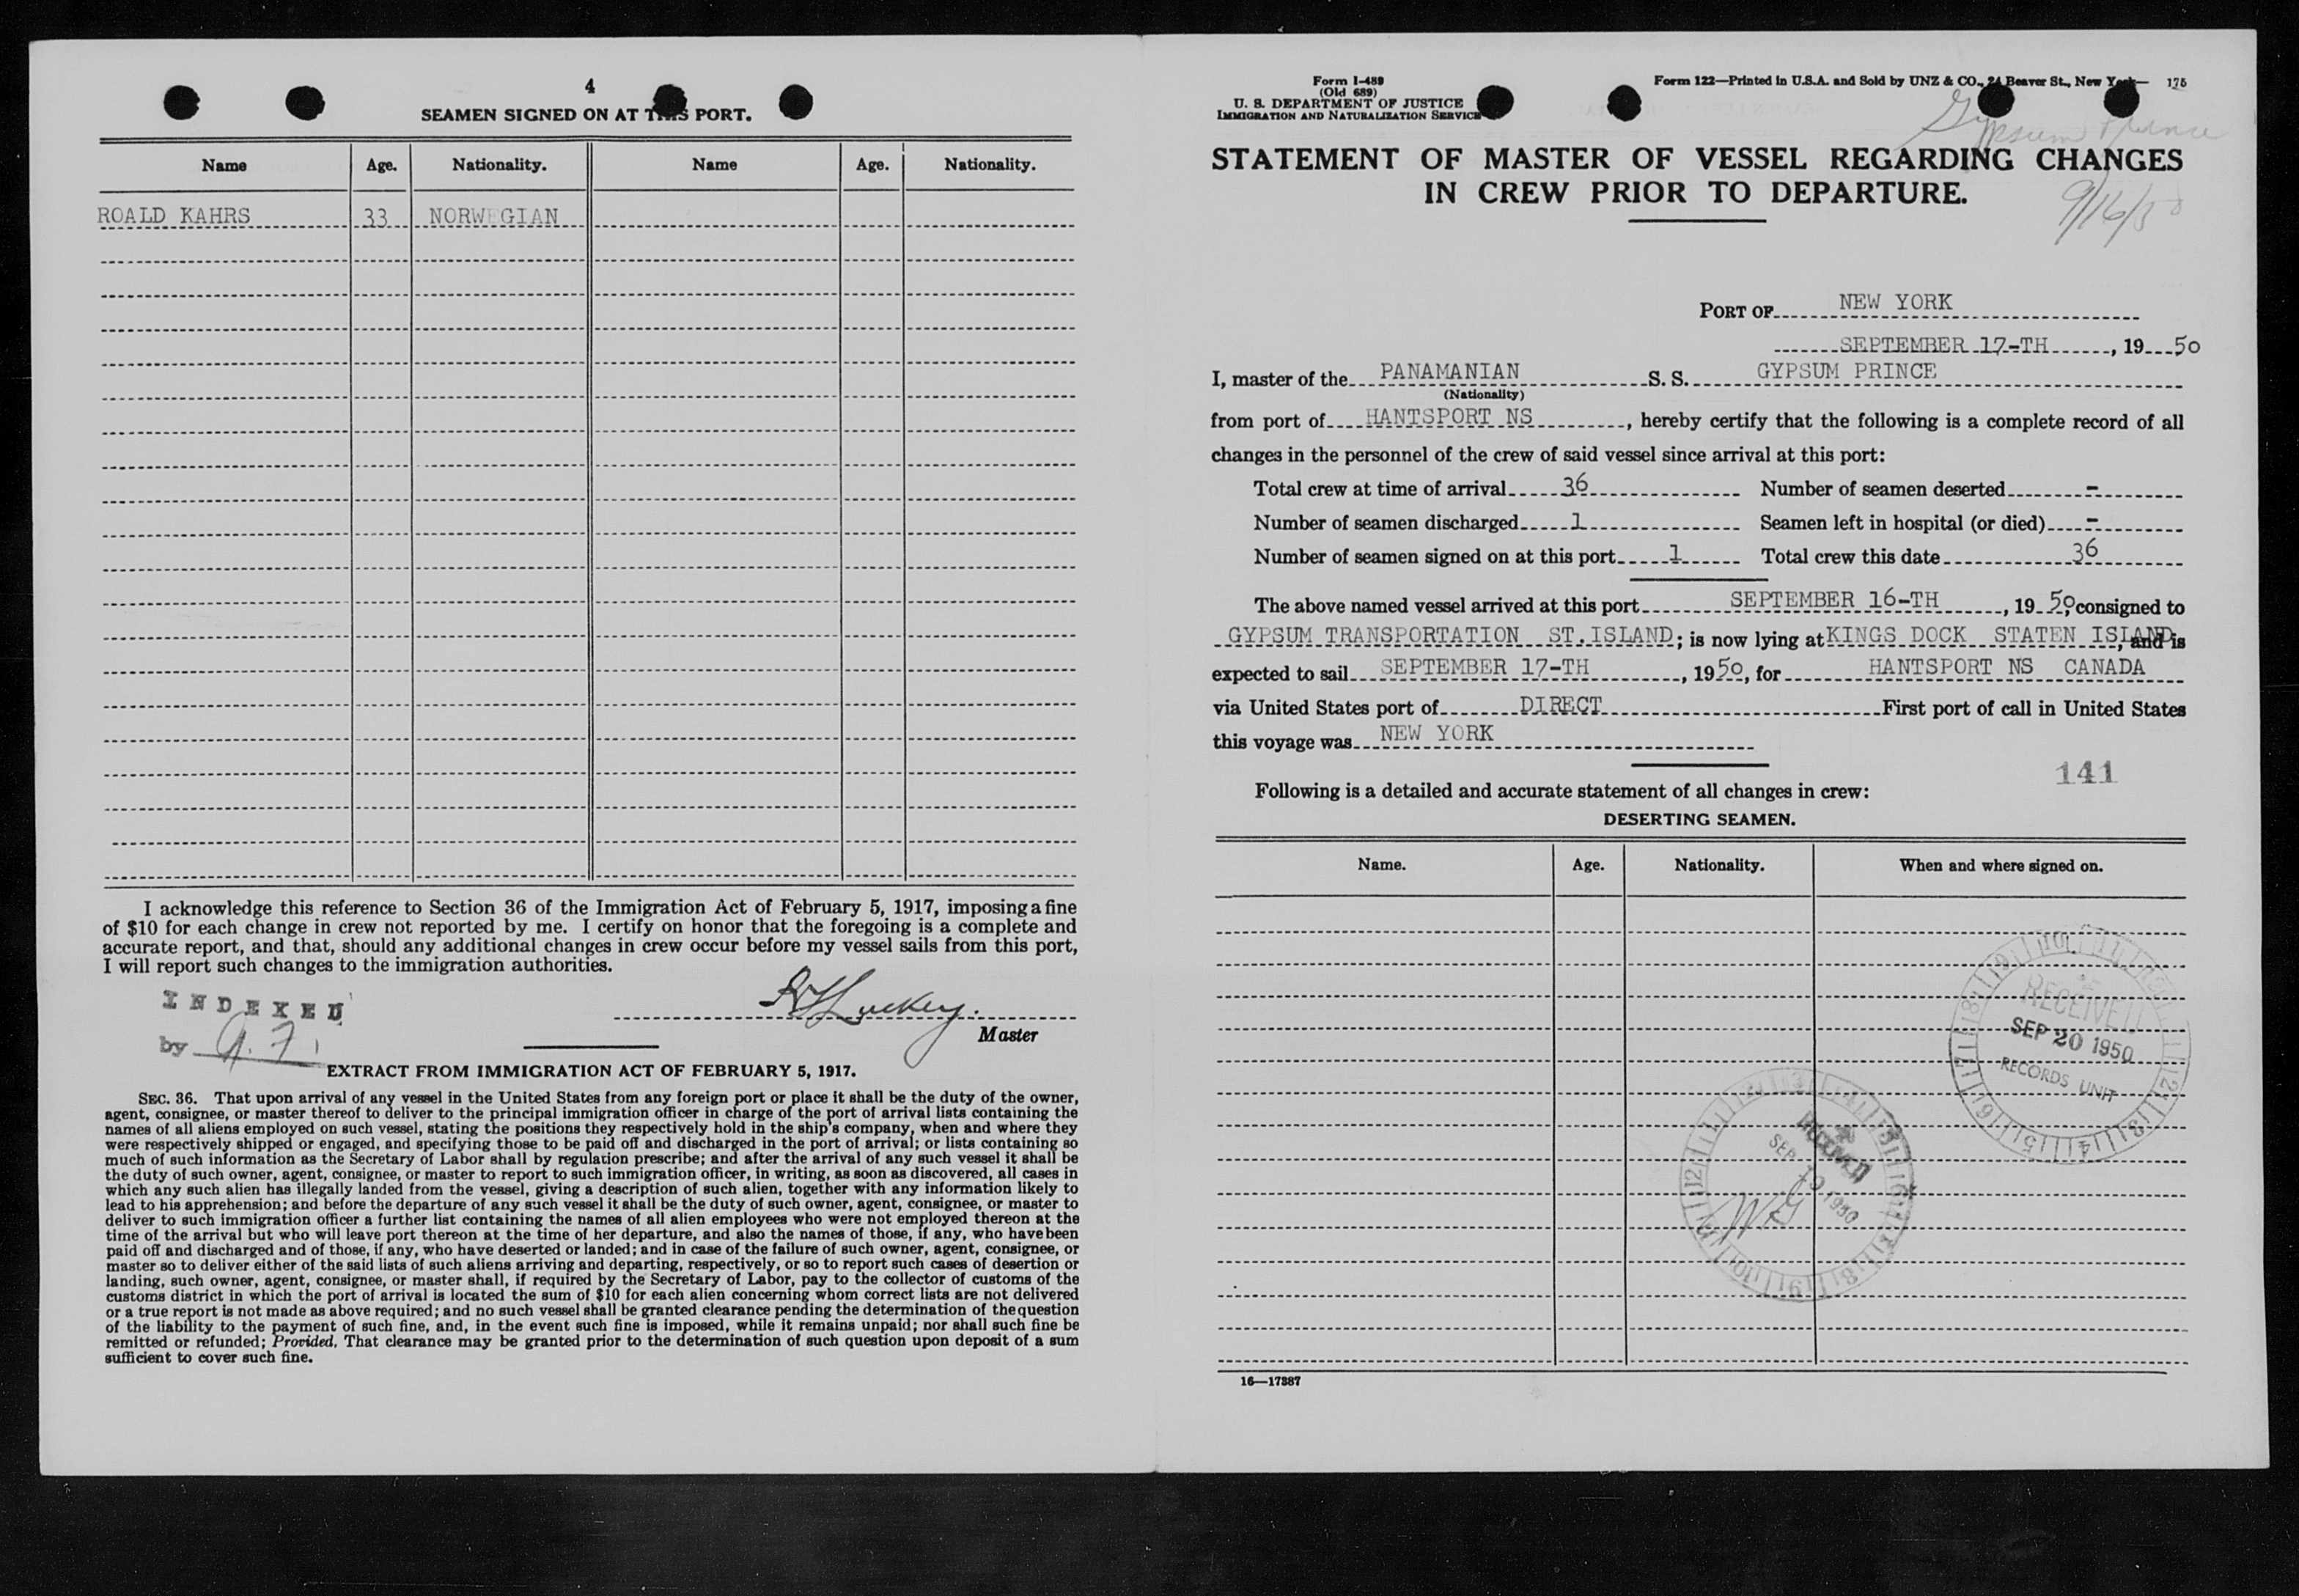 4
SEAMEN SIGNED ON AT THIS PORT.
Name Age. Nationality. Name Age. Nationality.
ROALD KAHRS 33 NORWEGIAN
I acknowledge this reference to Section 36 of the Immigration Act of February 5, 1917, imposing a fine
of $10 for each change in crew not reported by me. I certify on honor that the foregoing is a complete and
accurate report, and that, should any additional changes in crew occur before my vessel sails from this port,
I will report such changes to the immigration authorities.
INDEXED
by
Master
EXTRACT FROM IMMIGRATION ACT OF FEBRUARY 5, 1917.
SEC. 36. That upon arrival of any vessel in the United States from any foreign port or place it shall be the duty of the owner,
agent, consignee, or master thereof to deliver to the principal immigration officer in charge of the port of arrival lists containing the
names of all aliens employed on such vessel, stating the positions they respectively hold in the ship's company, when and where they
were respectively shipped or engaged, and specifying those to be paid off and discharged in the port of arrival; or lists containing so
much of such information as the Secretary of Labor shall by regulation prescribe; and after the arrival of any such vessel it shall be
the duty of such owner, agent, consignee, or master to report to such immigration officer, in writing, as soon as discovered, all cases in
which any such alien has illegally landed from the vessel, giving a description of such alien, together with any information likely to
lead to his apprehension; and before the departure of any such vessel it shall be the duty of such owner, agent, consignee, or master to
deliver to such immigration officer a further list containing the names of all alien employees who were not employed thereon at the
time of the arrival but who will leave port thereon at the time of her departure, and also the names of those, if any, who have been
paid off and discharged and of those, if any, who have deserted or landed; and in case of the failure of such owner, agent, consignee, or
master so to deliver either of the said lists of such aliens arriving and departing, respectively, or so to report such cases of desertion or
landing, such owner, agent, consignee, or master shall, if required by the Secretary of Labor, pay to the collector of customs of the
customs district in which the port of arrival is located the sum of $10 for each alien concerning whom correct lists are not delivered
or a true report is not made as above required; and no such vessel shall be granted clearance pending the determination of the question
of the liability to the payment of such fine, and, in the event such fine is imposed, while it remains unpaid; nor shall such fine be
remitted or refunded; Provided, That clearance may be granted prior to the determination of such question upon deposit of a sum
sufficient to cover such fine.
Form I-489
(Old 689)
U. S. DEPARTMENT OF JUSTICE
IMMIGRATION AND NATURALIZATION SERVICE
Form 122—Printed in U.S.A. and Sold by UNZ & CO., 24 Beaver St., New York— 175
Gypsum Prince
STATEMENT OF MASTER OF VESSEL REGARDING CHANGES
IN CREW PRIOR TO DEPARTURE.
9/16/50
PORT OF NEW YORK
SEPTEMBER 17-TH, 19 50
I, master of the PANAMANIAN S. S. GYPSUM PRINCE
(Nationality)
from port of HANTSPORT NS, hereby certify that the following is a complete record of all
changes in the personnel of the crew of said vessel since arrival at this port:
Total crew at time of arrival 36 Number of seamen deserted -
Number of seamen discharged 1 Seamen left in hospital (or died) -
Number of seamen signed on at this port 1 Total crew this date 36
The above named vessel arrived at this port SEPTEMBER 16-TH, 19 50, consigned to
GYPSUM TRANSPORTATION ST. ISLAND; is now lying at KINGS DOCK STATEN ISLAND, and is
expected to sail SEPTEMBER 17-TH, 1950, for HANTSPORT NS CANADA
via United States port of DIRECT First port of call in United States
this voyage was NEW YORK
141
Following is a detailed and accurate statement of all changes in crew:
DESERTING SEAMEN.
Name. Age. Nationality. When and where signed on.
RECEIVED
SEP 20 1950
RECORDS UNIT
RECEIVED
SEP 19 1950
16—17387